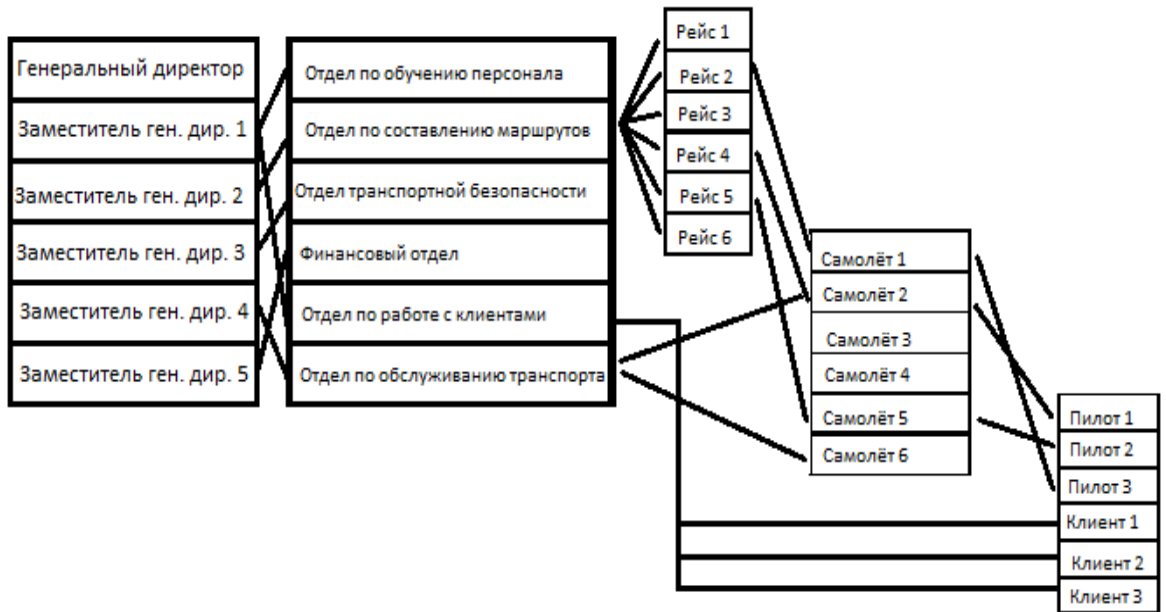 Генеральный директор
Заместитель ген. дир. 1
Заместитель ген. дир. 2
Заместитель ген. дир. 3
Заместитель ген. дир. 4
Заместитель ген. дир. 5
Отдел по обучению персонала
Отдел по составлению маршрутов
Отдел транспортной безопасности
Финансовый отдел
Отдел по работе с клиентами
Отдел по обслуживанию транспорта
Рейс 1
Рейс 2
Рейс 3
Рейс 4
Рейс 5
Рейс 6
Самолёт 1
Самолёт 2
Самолёт 3
Самолёт 4
Самолёт 5
Самолёт 6
Пилот 1
Пилот 2
Пилот 3
Клиент 1
Клиент 2
Клиент 3